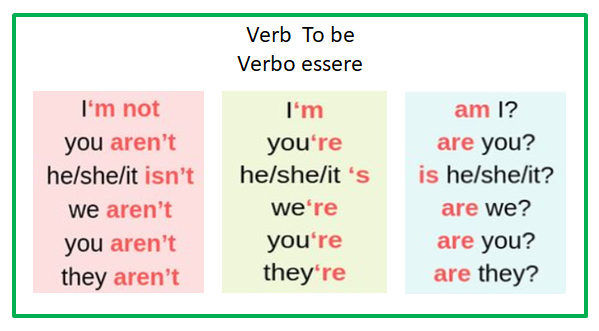 Verb To be
Verbo essere
I‘m not
you aren’t
he/she/it isn’t
we aren’t
you aren’t
they aren’t
I‘m
you‘re
he/she/it ‘s
we‘re
you‘re
they‘re
am I?
are you?
is he/she/it?
are we?
are you?
are they?